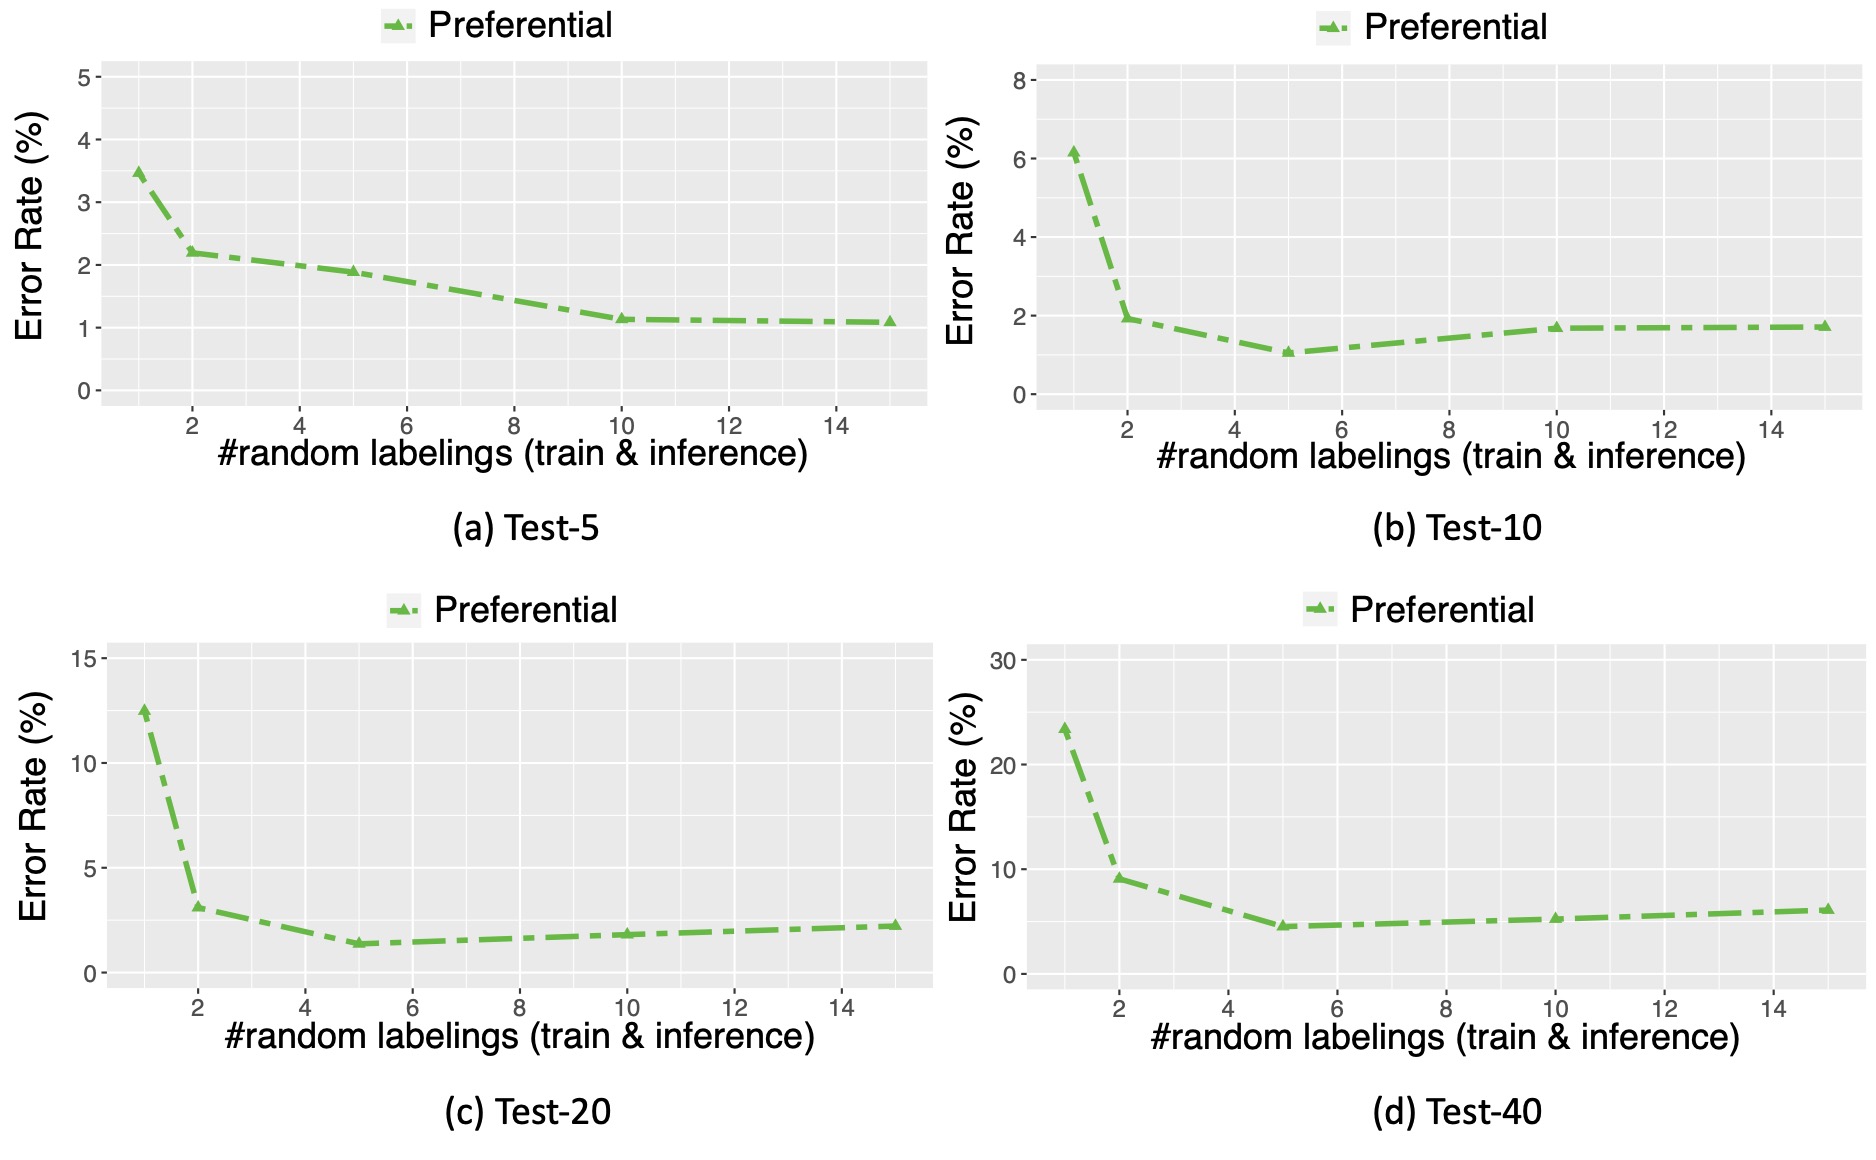 Preferential
5
4
3
2
1
0
Error Rate (%)
2 4 6 8 10 12 14
#random labelings (train & inference)
(a) Test-5
Preferential
8
6
4
2
0
Error Rate (%)
2 4 6 8 10 12 14
#random labelings (train & inference)
(b) Test-10
Preferential
15
10
5
0
Error Rate (%)
2 4 6 8 10 12 14
#random labelings (train & inference)
(c) Test-20
Preferential
30
20
10
0
Error Rate (%)
2 4 6 8 10 12 14
#random labelings (train & inference)
(d) Test-40